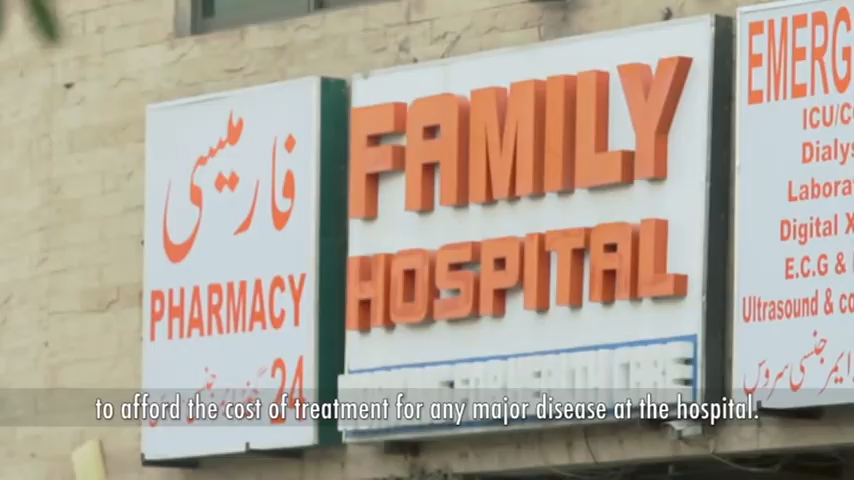 فارمیسی
PHARMACY
24
FAMILY
HOSPITAL
EMERG
ICU/C
Dialys
Labora
Digital X
E.C.G &
Ultrasound & co
ایمرجنسی سروس
to afford the cost of treatment for any major disease at the hospital.